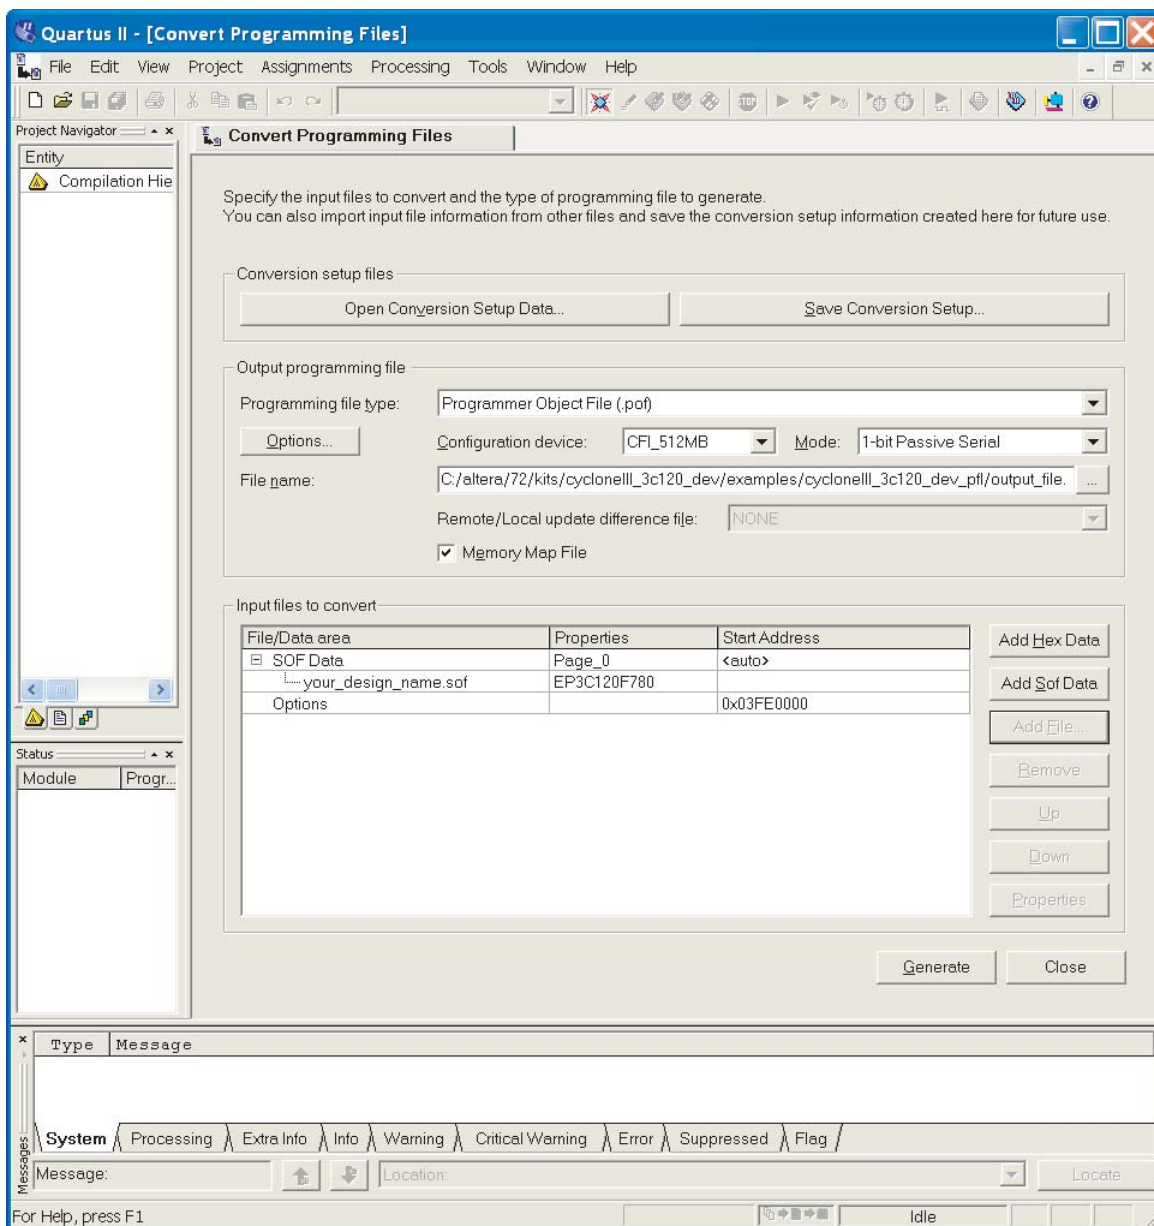 Quartus II - [Convert Programming Files]
File Edit View Project Assignments Processing Tools Window Help
STOP
Project Navigator
Entity
Compilation Hie
Convert Programming Files
Specify the input files to convert and the type of programming file to generate.
You can also import input file information from other files and save the conversion setup information created here for future use.
Conversion setup files
Open Conversion Setup Data...
Save Conversion Setup...
Output programming file
Programming file type:
Programmer Object File (.pof)
Options...
Configuration device:
CFI_512MB
Mode:
1-bit Passive Serial
File name:
C:/altera/72/kits/cycloneIII_3c120_dev/examples/cycloneIII_3c120_dev_pfl/output_file.
...
Remote/Local update difference file:
NONE
Memory Map File
Input files to convert
File/Data area Properties Start Address
SOF Data Page_0 <auto>
your_design_name.sof EP3C120F780
Options 0x03FE0000
Add Hex Data
Add Sof Data
Add File...
Remove
Up
Down
Properties
Generate
Close
Status
Module Progr...
Type Message
System Processing Extra Info Info Warning Critical Warning Error Suppressed Flag
Messages
Message:
Location:
Locate
For Help, press F1
Idle